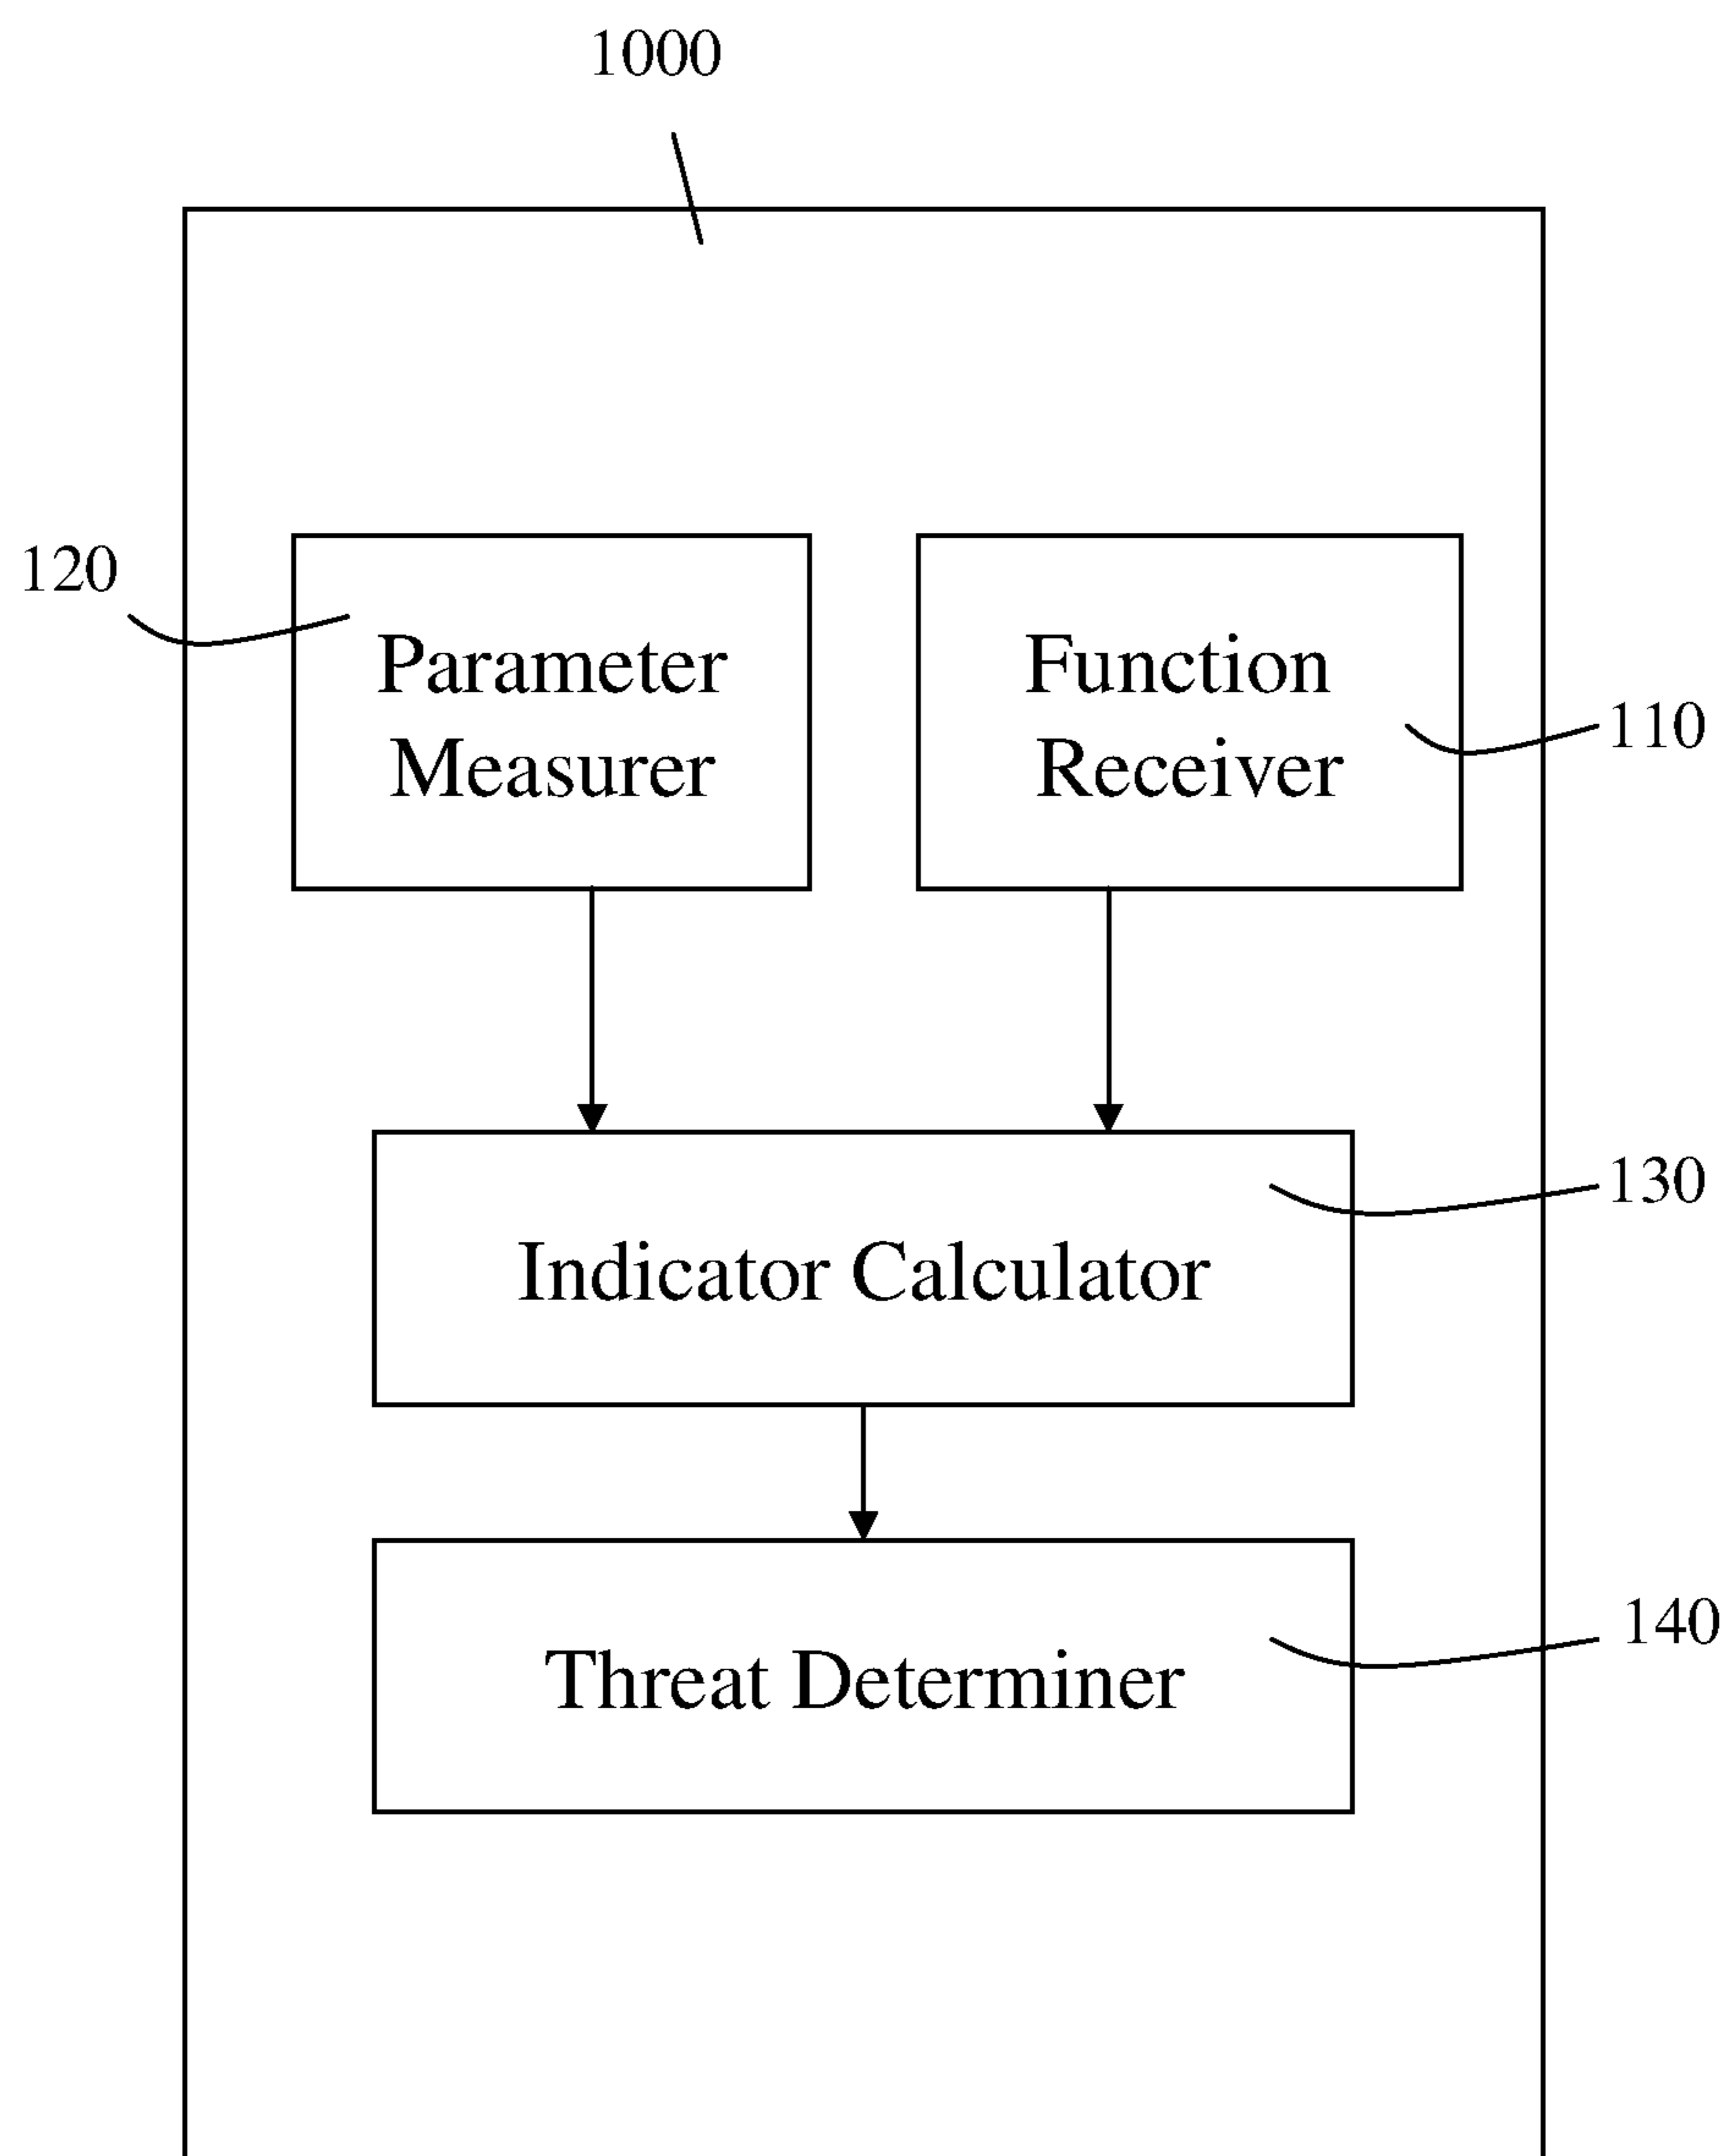 1000
120
Parameter
Measurer
Function
Receiver
110
130
Indicator Calculator
140
Threat Determiner